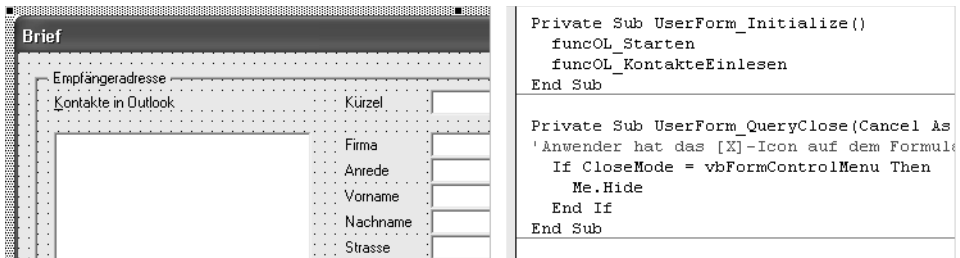 Brief
Empfängeradresse
Kontakte in Outlook
Kürzel
Firma
Anrede
Vorname
Nachname
Strasse
Private Sub UserForm_Initialize()
funcOL_Starten
funcOL_KontakteEinlesen
End Sub
Private Sub UserForm_QueryClose(Cancel As
'Anwender hat das [X]-Icon auf dem Formula
If CloseMode = vbFormControlMenu Then
Me.Hide
End If
End Sub